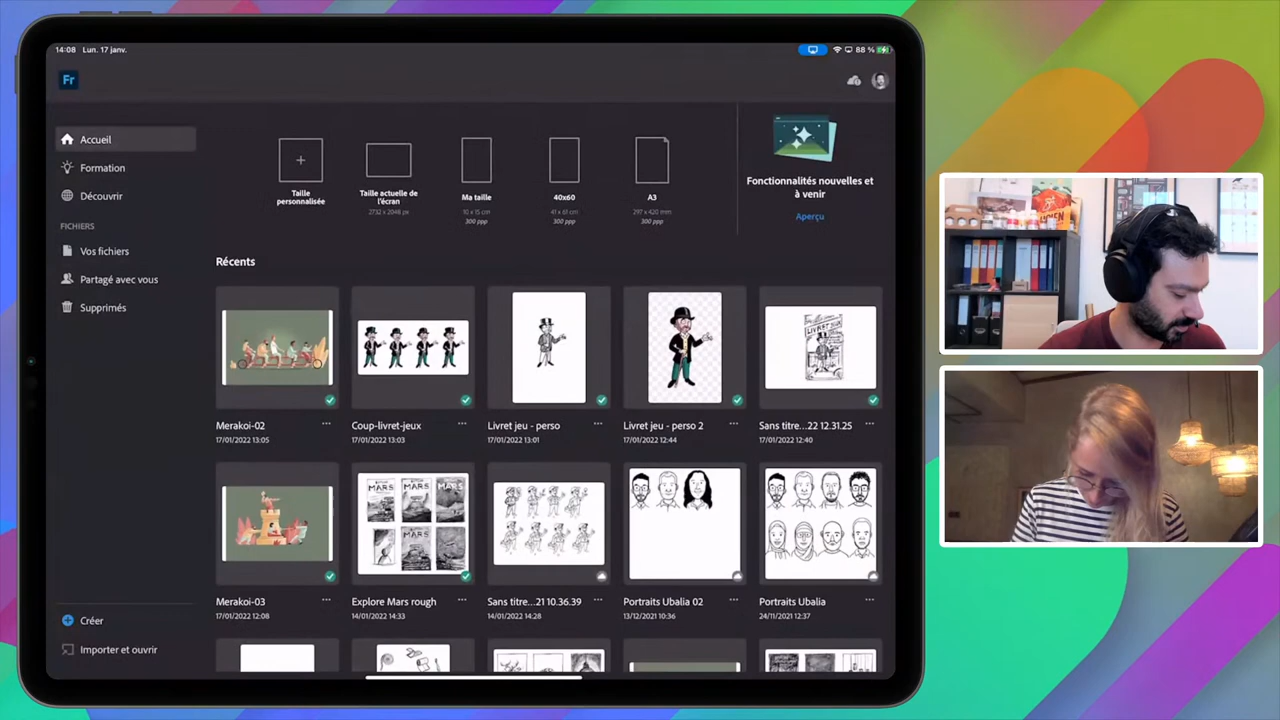 14:08 Lun. 17 janv.
88 %
Fr
Accueil
Formation
Découvrir
FICHIERS
Vos fichiers
Partagé avec vous
Supprimés
Créer
Importer et ouvrir
Taille
personnalisée
Taille actuelle de
l'écran
2732 x 2048 px
Ma taille
10 x 15 cm
300 ppp
40x60
41 x 61 cm
300 ppp
A3
297 x 420 mm
300 ppp
Fonctionnalités nouvelles et
à venir
Aperçu
Récents
Merakoi-02
17/01/2022 13:05
Coup-livret-jeux
17/01/2022 13:03
Livret jeu - perso
17/01/2022 13:01
Livret jeu - perso 2
17/01/2022 12:44
LIVRET JEUX
Sans titre...22 12.31.25
17/01/2022 12:40
Merakoi-03
17/01/2022 12:08
MARS MARS MARS
MARS MARS
Explore Mars rough
14/01/2022 14:33
Sans titre...21 10.36.39
14/01/2022 14:28
Portraits Ubalia 02
13/12/2021 10:36
Portraits Ubalia
24/11/2021 12:37